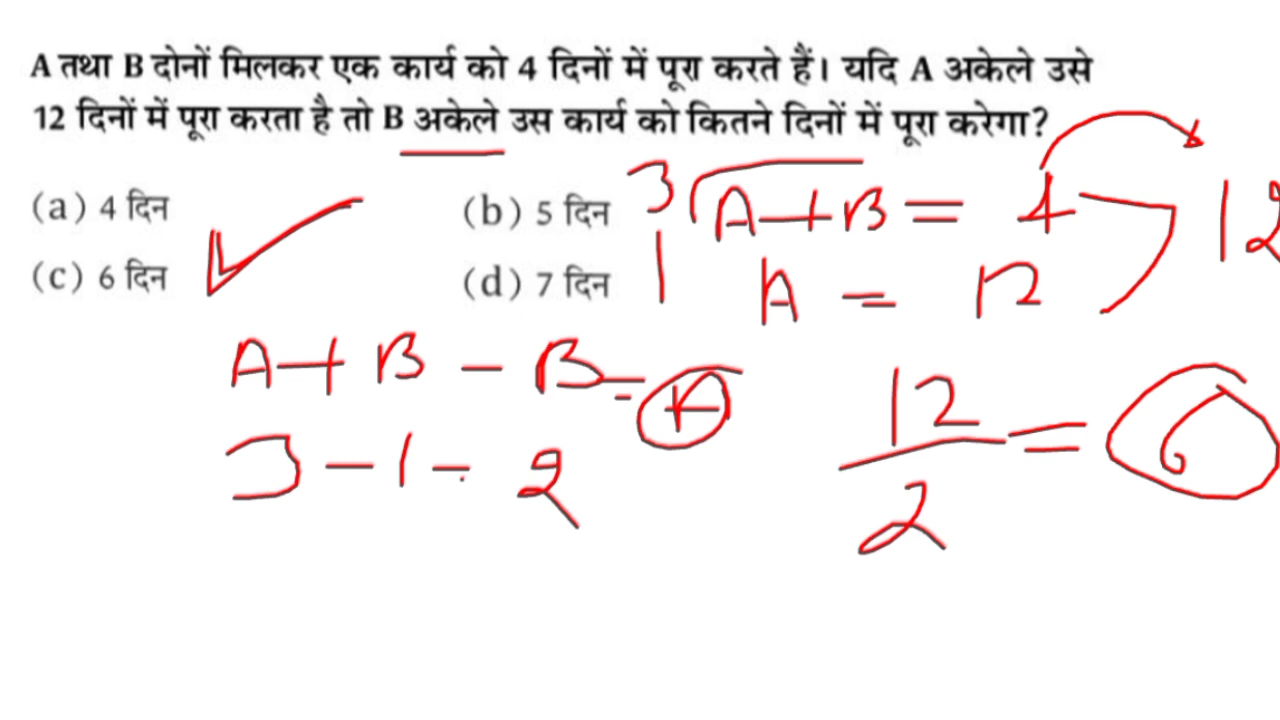 A तथा B दोनों मिलकर एक कार्य को 4 दिनों में पूरा करते हैं। यदि A अकेले उसे
12 दिनों में पूरा करता है तो B अकेले उस कार्य को कितने दिनों में पूरा करेगा?
(a) 4 दिन (b) 5 दिन
(c) 6 दिन (d) 7 दिन
3 A+B = 4 12
1 A = 12
A+B - B = A
3 - 1 - 2
12/2 = 6